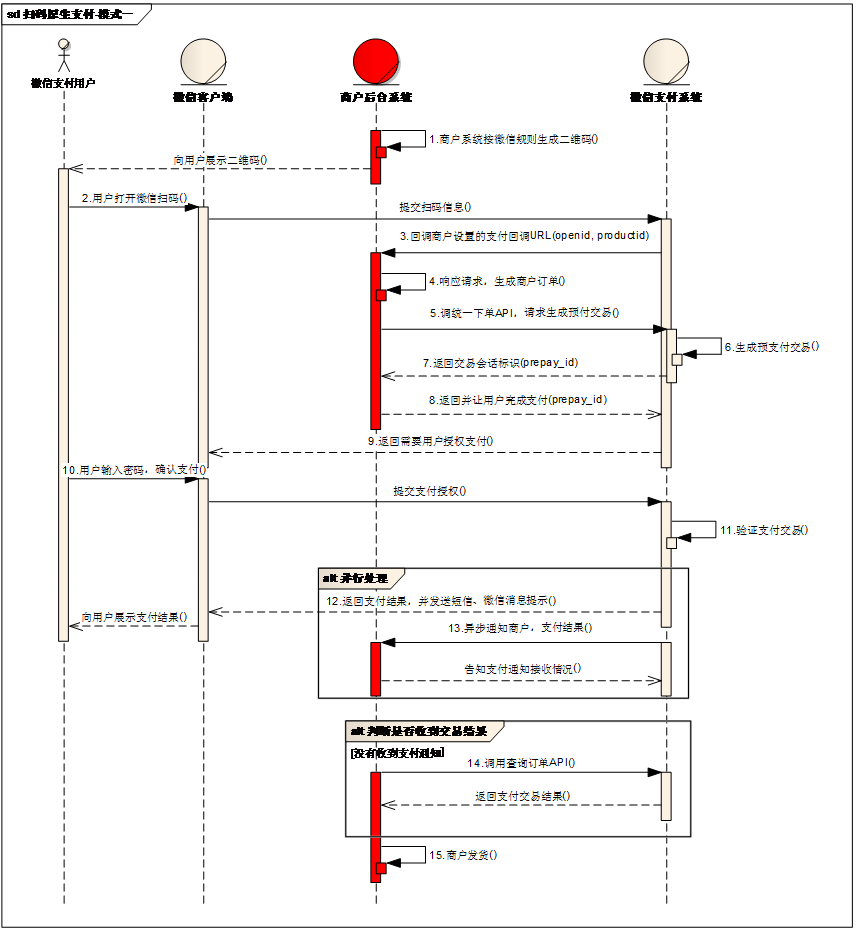 sd 扫码原生支付-模式一
微信支付用户
微信客户端
商户后台系统
微信支付系统
1.商户系统按微信规则生成二维码()
向用户展示二维码()
2.用户打开微信扫码()
提交扫码信息()
3.回调商户设置的支付回调URL(openid, productid)
4.响应请求，生成商户订单()
5.调统一下单API，请求生成预付交易()
6.生成预支付交易()
7.返回交易会话标识(prepay_id)
8.返回并让用户完成支付(prepay_id)
9.返回需要用户授权支付()
10.用户输入密码，确认支付()
提交支付授权()
11.验证支付交易()
alt 并行处理
12.返回支付结果，并发送短信、微信消息提示()
向用户展示支付结果()
13.异步通知商户，支付结果()
告知支付通知接收情况()
alt 判断是否收到交易结果
[没有收到支付通知]
14.调用查询订单API()
返回支付交易结果()
15.商户发货()